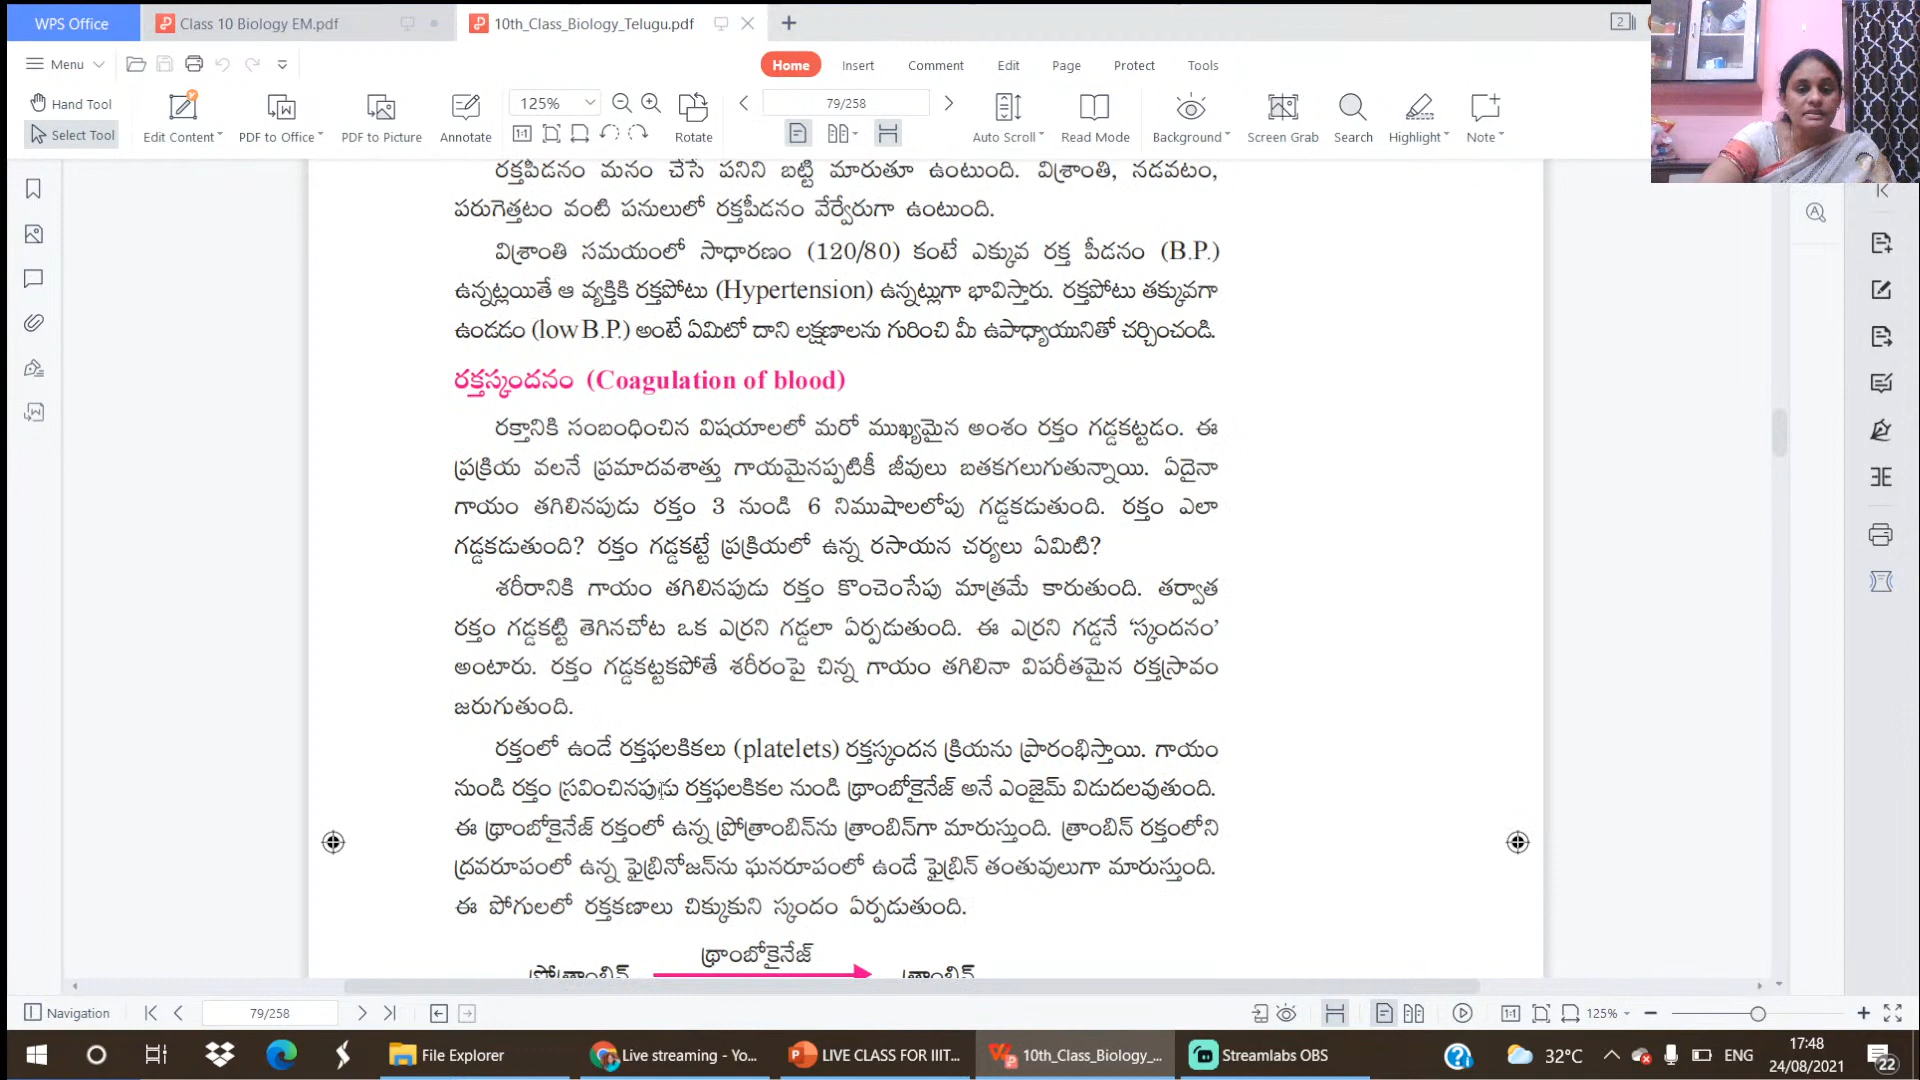 WPS Office
Class 10 Biology EM.pdf
10th_Class_Biology_Telugu.pdf
2
Menu
Home
Insert
Comment
Edit
Page
Protect
Tools
Hand Tool
Select Tool
Edit Content
PDF to Office
PDF to Picture
Annotate
125%
Rotate
79/258
Auto Scroll
Read Mode
Background
Screen Grab
Search
Highlight
Note
రక్తపీడనం మనం చేసే పనిని బట్టి మారుతూ ఉంటుంది. విశ్రాంతి, నడవటం,
పరుగెత్తటం వంటి పనులులో రక్తపీడనం వేర్వేరుగా ఉంటుంది.
విశ్రాంతి సమయంలో సాధారణం (120/80) కంటే ఎక్కువ రక్త పీడనం (B.P.)
ఉన్నట్లయితే ఆ వ్యక్తికి రక్తపోటు (Hypertension) ఉన్నట్లుగా భావిస్తారు. రక్తపోటు తక్కువగా
ఉండడం (low B.P.) అంటే ఏమిటో దాని లక్షణాలను గురించి మీ ఉపాధ్యాయునితో చర్చించండి.
రక్తస్కందనం (Coagulation of blood)
రక్తానికి సంబంధించిన విషయాలలో మరో ముఖ్యమైన అంశం రక్తం గడ్డకట్టడం. ఈ
ప్రక్రియ వలనే ప్రమాదవశాత్తు గాయమైనప్పటికీ జీవులు బతకగలుగుతున్నాయి. ఏదైనా
గాయం తగిలినపుడు రక్తం 3 నుండి 6 నిముషాలలోపు గడ్డకడుతుంది. రక్తం ఎలా
గడ్డకడుతుంది? రక్తం గడ్డకట్టే ప్రక్రియలో ఉన్న రసాయన చర్యలు ఏమిటి?
శరీరానికి గాయం తగిలినపుడు రక్తం కొంచెంసేపు మాత్రమే కారుతుంది. తర్వాత
రక్తం గడ్డకట్టి తెగినచోట ఒక ఎర్రని గడ్డలా ఏర్పడుతుంది. ఈ ఎర్రని గడ్డనే ‘స్కందనం’
అంటారు. రక్తం గడ్డకట్టకపోతే శరీరంపై చిన్న గాయం తగిలినా విపరీతమైన రక్తస్రావం
జరుగుతుంది.
రక్తంలో ఉండే రక్తఫలకికలు (platelets) రక్తస్కందన క్రియను ప్రారంభిస్తాయి. గాయం
నుండి రక్తం స్రవించినపుడు రక్తఫలకికల నుండి థ్రాంబోకైనేజ్ అనే ఎంజైమ్ విడుదలవుతుంది.
ఈ థ్రాంబోకైనేజ్ రక్తంలో ఉన్న ప్రోత్రాంబిన్‌ను త్రాంబిన్‌గా మారుస్తుంది. త్రాంబిన్ రక్తంలోని
ద్రవరూపంలో ఉన్న ఫైబ్రినోజన్‌ను ఘనరూపంలో ఉండే ఫైబ్రిన్ తంతువులుగా మారుస్తుంది.
ఈ పోగులలో రక్తకణాలు చిక్కుకుని స్కందం ఏర్పడుతుంది.
థ్రాంబోకైనేజ్
ప్రోత్రాంబిన్ త్రాంబిన్
Navigation
79/258
125%
File Explorer
Live streaming - Yo...
LIVE CLASS FOR IIIT...
10th_Class_Biology_...
Streamlabs OBS
32°C
ENG
17:48
24/08/2021
22